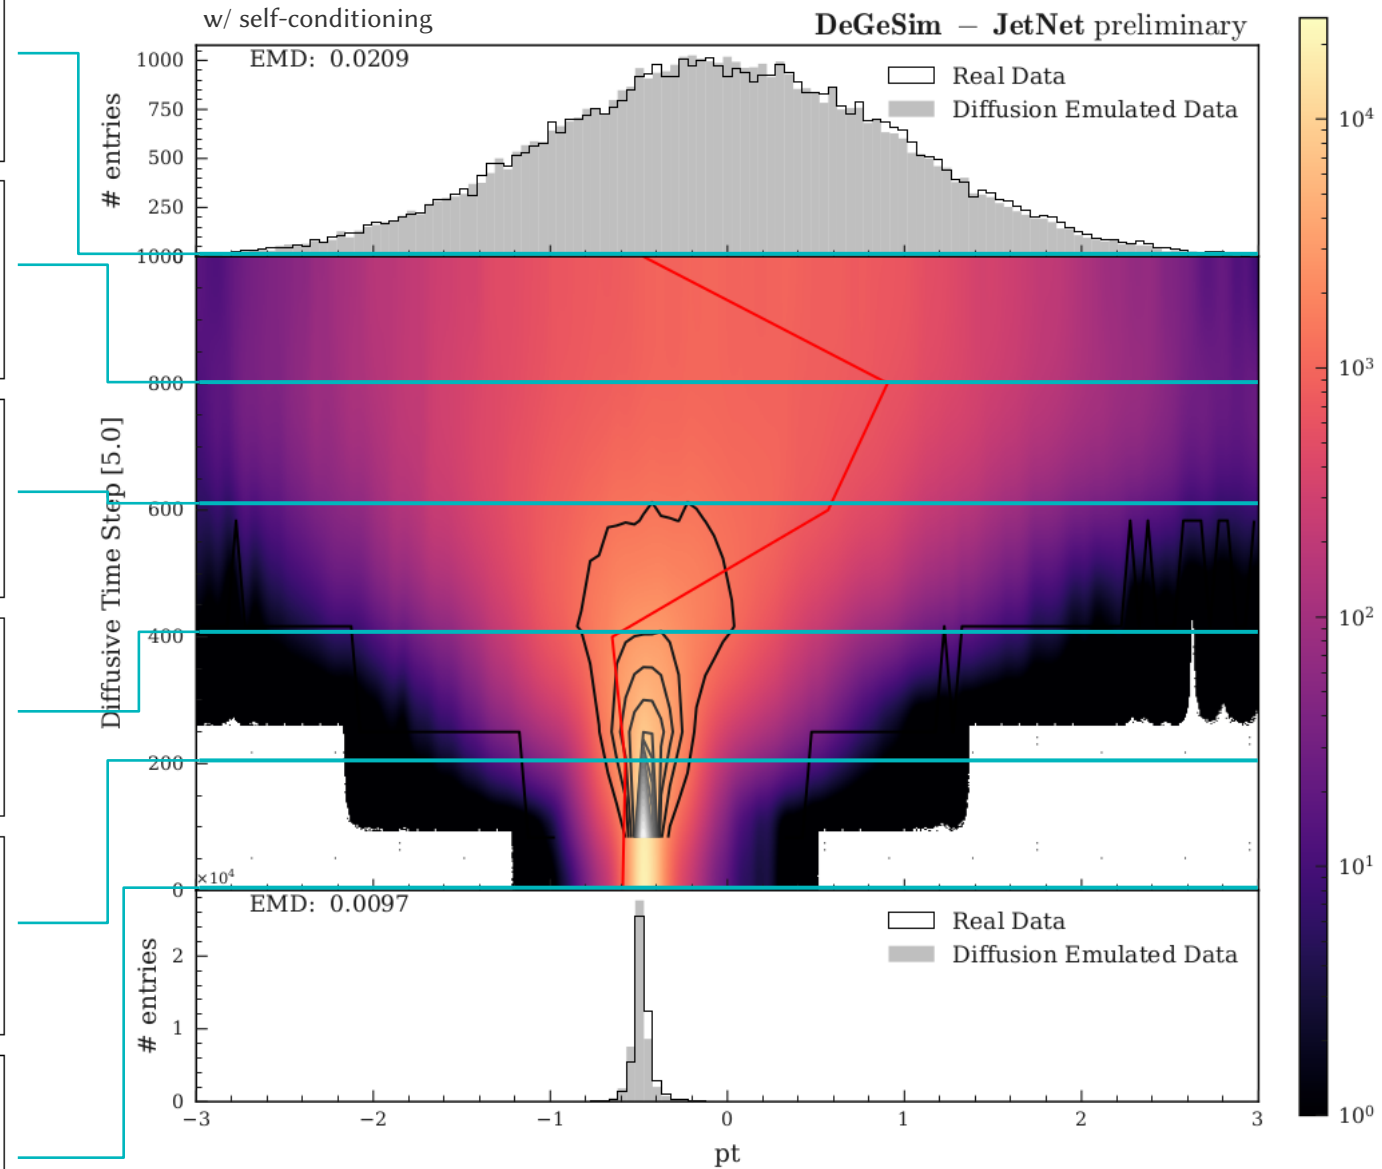 w/ self-conditioning
DeGeSim − JetNet preliminary
EMD: 0.0209
Real Data
Diffusion Emulated Data
# entries
1000
750
500
250
1000
800
600
400
200
0
Diffusive Time Step [5.0]
×10⁴
EMD: 0.0097
Real Data
Diffusion Emulated Data
# entries
2
1
0
−3 −2 −1 0 1 2 3
pt
10⁴
10³
10²
10¹
10⁰